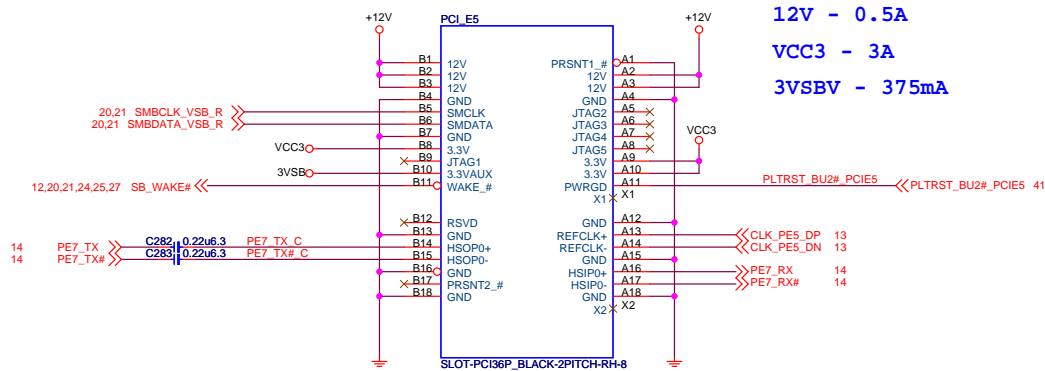 12V - 0.5A
VCC3 - 3A
3VSBV - 375mA
+12V PCI_E5 +12V
B1 12V PRSNT1_# A1
B2 12V 12V A2
B3 12V 12V A3
B4 GND GND A4
20,21 SMBCLK_VSB_R B5 SMCLK JTAG2 A5
20,21 SMBDATA_VSB_R B6 SMDATA JTAG3 A6
B7 GND JTAG4 A7
VCC3 B8 3.3V JTAG5 A8 VCC3
B9 JTAG1 3.3V A9
3VSB B10 3.3VAUX 3.3V A10
12,20,21,24,25,27 SB_WAKE# B11 WAKE_# PWRGD A11 PLTRST_BU2#_PCIE5 PLTRST_BU2#_PCIE5 41
X1 X1
B12 RSVD GND A12
B13 GND REFCLK+ A13 CLK_PE5_DP 13
14 PE7_TX C282 0.22u6.3 PE7_TX_C B14 HSOP0+ REFCLK- A14 CLK_PE5_DN 13
14 PE7_TX# C283 0.22u6.3 PE7_TX#_C B15 HSOP0- GND A15
B16 GND HSIP0+ A16 PE7_RX 14
B17 PRSNT2_# HSIP0- A17 PE7_RX# 14
B18 GND GND A18
X2 X2
SLOT-PCI36P_BLACK-2PITCH-RH-8